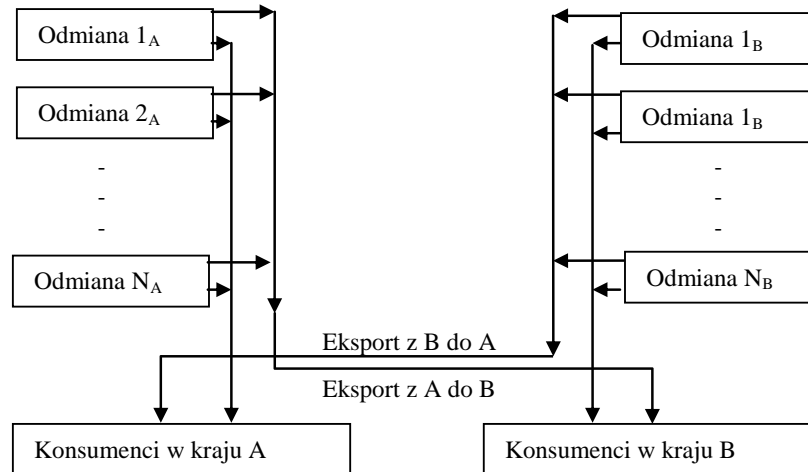 Odmiana 1A
Odmiana 1B
Odmiana 2A
Odmiana 1B
-
-
-
-
-
-
Odmiana NA
Odmiana NB
Eksport z B do A
Eksport z A do B
Konsumenci w kraju A
Konsumenci w kraju B